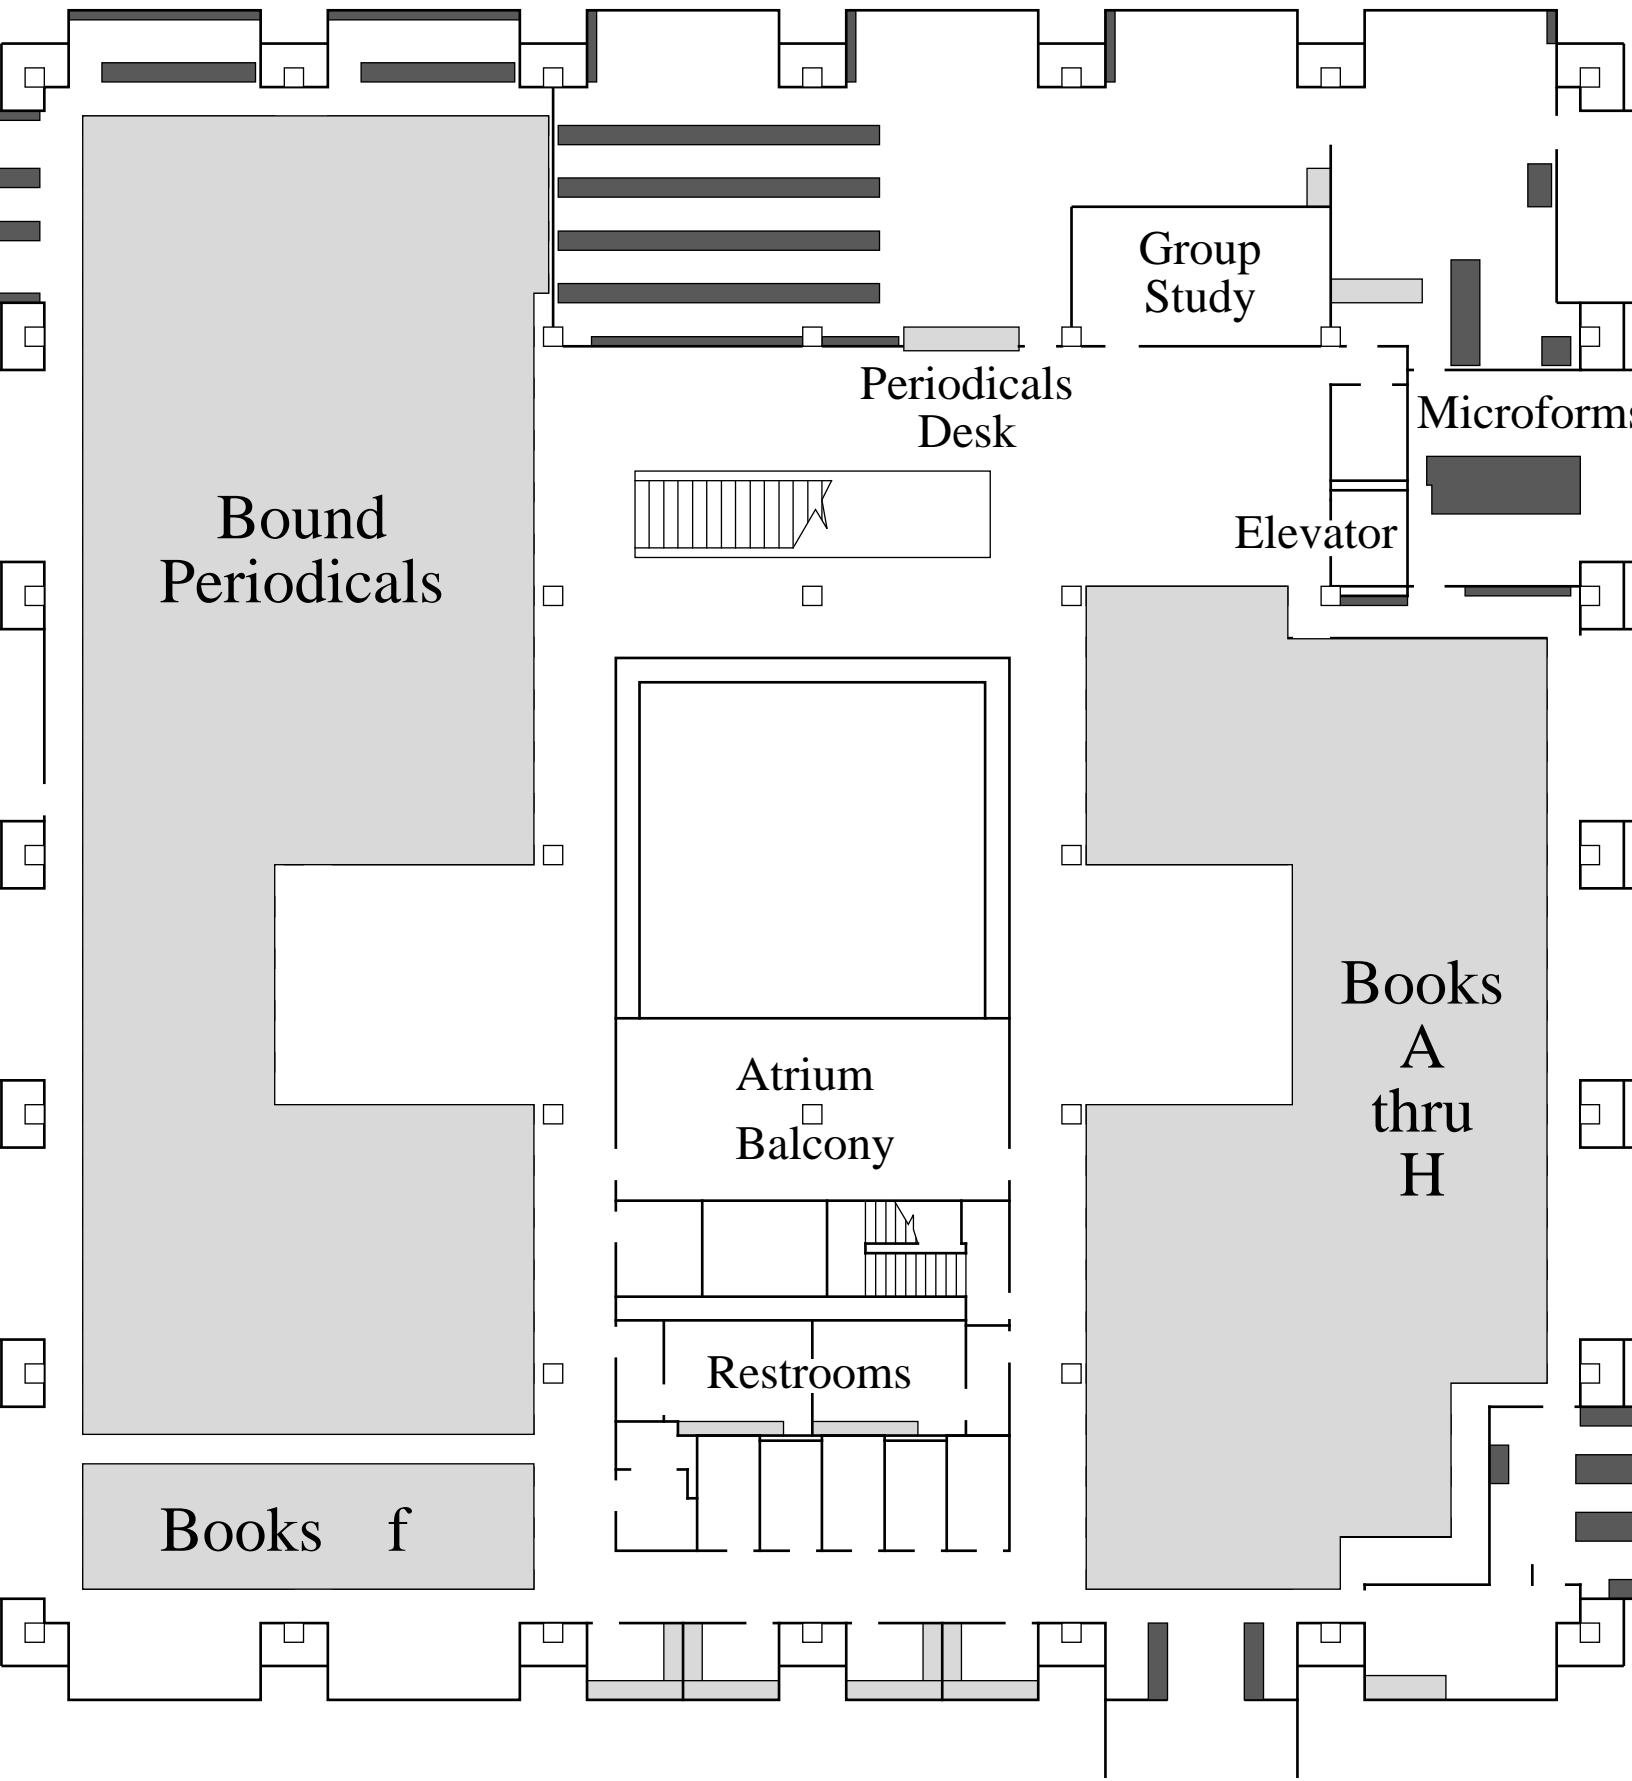 Group
Study
Periodicals
Desk
Microforms
Bound
Periodicals
Elevator
Books
A
thru
H
Atrium
Balcony
Restrooms
Books f